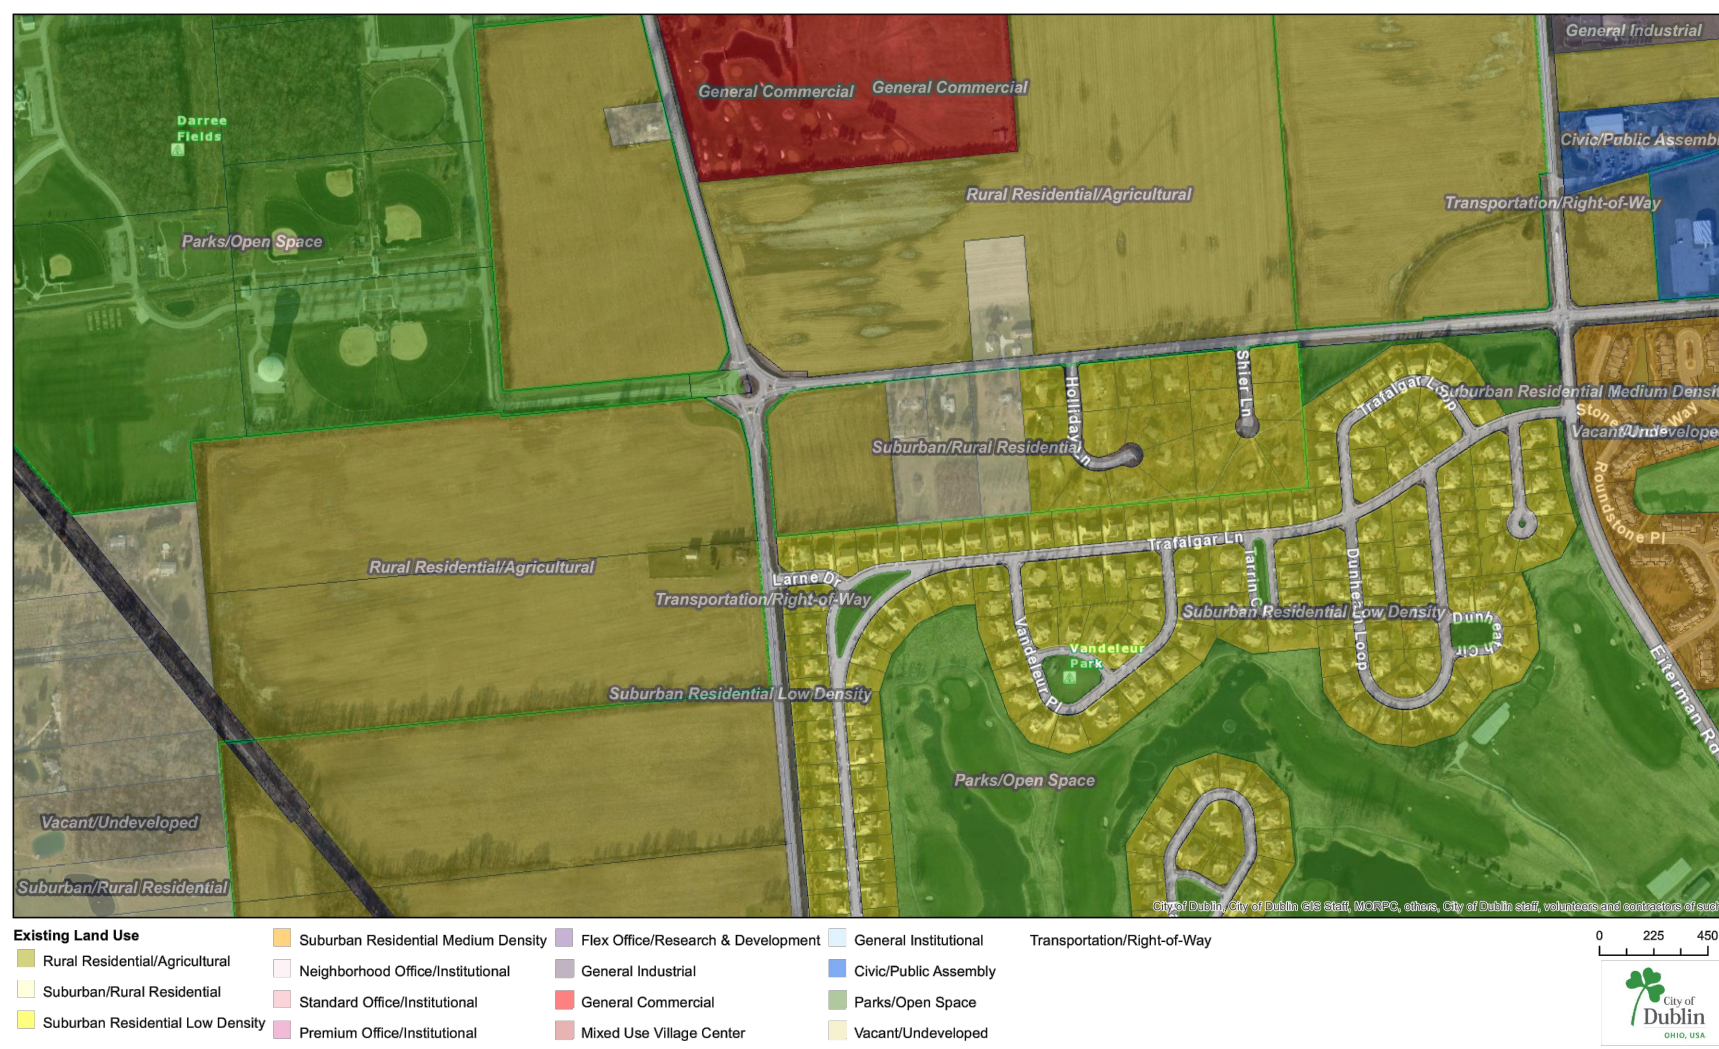 General Industrial
General Commercial
General Commercial
Darree
Fields
Civic/Public Assembl
Rural Residential/Agricultural
Transportation/Right-of-Way
Parks/Open Space
Shier Ln
Holliday Ln
Trafalgar Loop
Suburban Residential Medium Densit
Vacant/Undevelope
Suburban/Rural Residential
Roundstone Pl
Trafalgar Ln
Rural Residential/Agricultural
Larne Dr
Transportation/Right-of-Way
Dunheath Loop
Suburban Residential Low Density
Dunheath Cir
Vandeleur Pl
Vandeleur
Park
Suburban Residential Low Density
Eiterman Rd
Parks/Open Space
Vacant/Undeveloped
Suburban/Rural Residential
City of Dublin, City of Dublin GIS Staff, MORPC, others, City of Dublin staff, volunteers and contractors of such
Existing Land Use
Rural Residential/Agricultural
Suburban/Rural Residential
Suburban Residential Low Density
Suburban Residential Medium Density
Neighborhood Office/Institutional
Standard Office/Institutional
Premium Office/Institutional
Flex Office/Research & Development
General Industrial
General Commercial
Mixed Use Village Center
General Institutional
Civic/Public Assembly
Parks/Open Space
Vacant/Undeveloped
Transportation/Right-of-Way
0 225 450
City of
Dublin
OHIO, USA